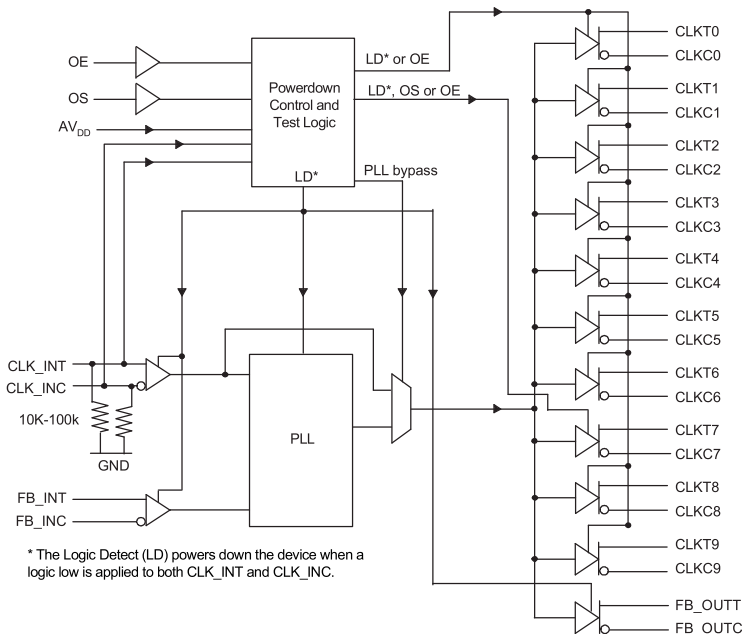 OE
OS
AVDD
Powerdown
Control and
Test Logic
LD*
LD* or OE
LD*, OS or OE
PLL bypass
CLK_INT
CLK_INC
10K-100k
GND
FB_INT
FB_INC
PLL
CLKT0
CLKC0
CLKT1
CLKC1
CLKT2
CLKC2
CLKT3
CLKC3
CLKT4
CLKC4
CLKT5
CLKC5
CLKT6
CLKC6
CLKT7
CLKC7
CLKT8
CLKC8
CLKT9
CLKC9
FB_OUTT
FB_OUTC
* The Logic Detect (LD) powers down the device when a
logic low is applied to both CLK_INT and CLK_INC.